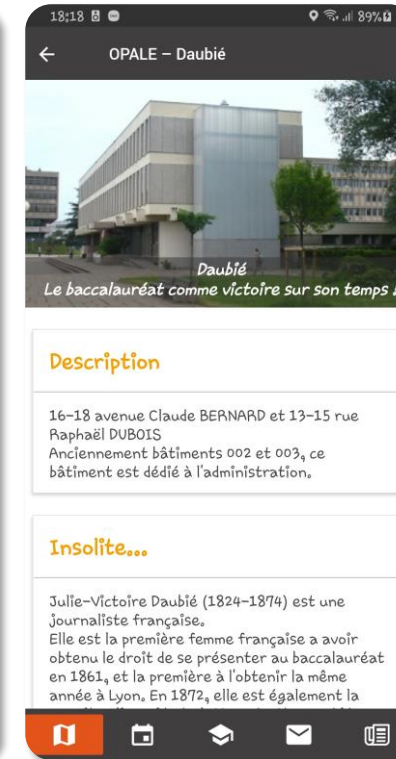 18:18 89%
OPALE – Daubié
Daubié
Le baccalauréat comme victoire sur son temps
Description
16-18 avenue Claude BERNARD et 13-15 rue
Raphaël DUBOIS
Anciennement bâtiments 002 et 003, ce
bâtiment est dédié à l'administration.
Insolite...
Julie-Victoire Daubié (1824-1874) est une
journaliste française.
Elle est la première femme française a avoir
obtenu le droit de se présenter au baccalauréat
en 1861, et la première à l'obtenir la même
année à Lyon. En 1872, elle est également la